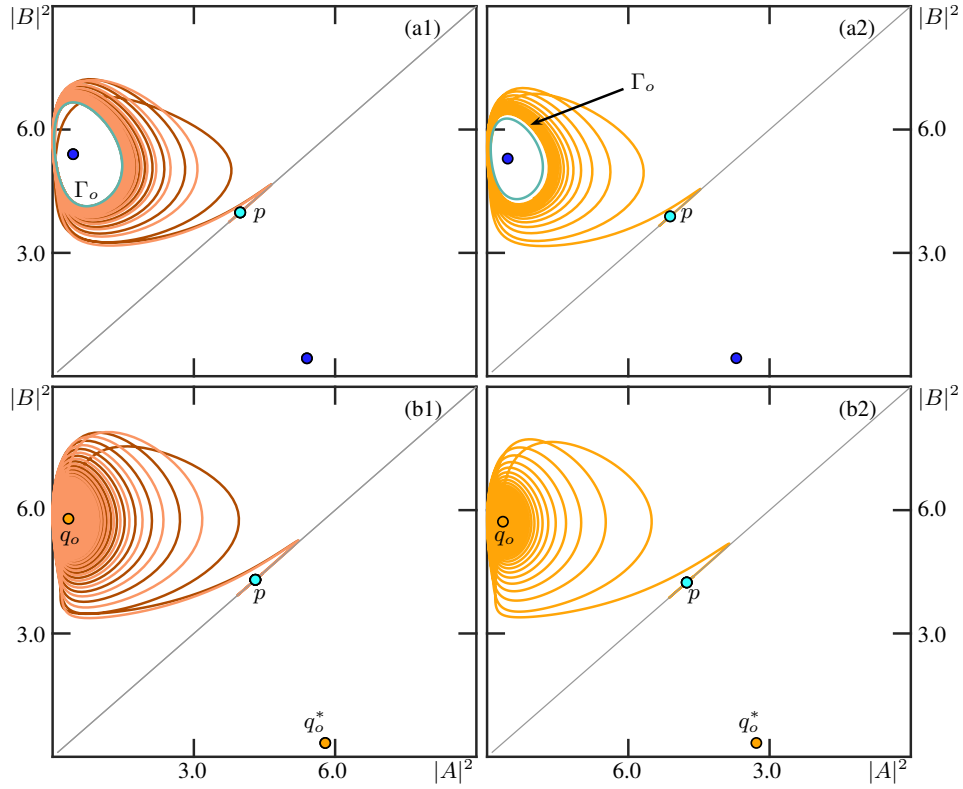 |B|² (a1) (a2) |B|²
Γₒ
6.0 6.0
Γₒ
p p
3.0 3.0
|B|² (b1) (b2) |B|²
6.0 6.0
qₒ qₒ
p p
3.0 3.0
qₒ* qₒ*
3.0 6.0 |A|² 6.0 3.0 |A|²